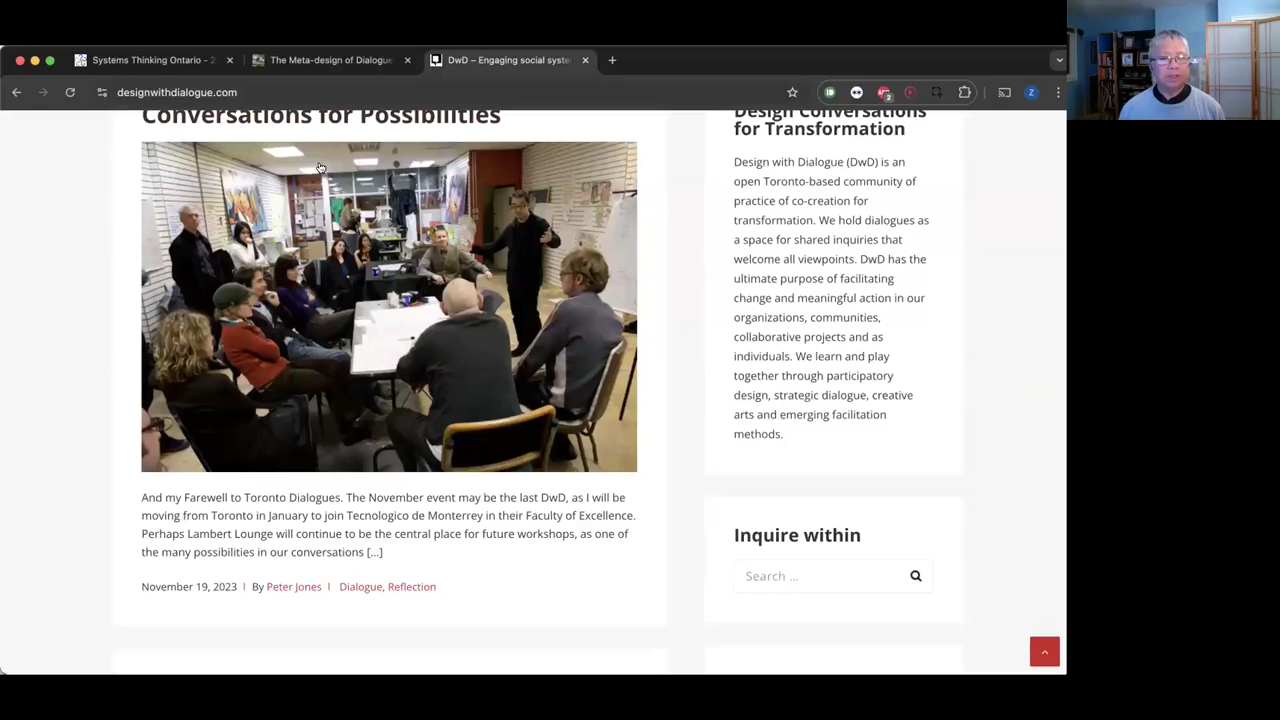 Systems Thinking Ontario - 2
The Meta-design of Dialogue
DwD – Engaging social syste
designwithdialogue.com
2
Z
Conversations for Possibilities
And my Farewell to Toronto Dialogues. The November event may be the last DwD, as I will be
moving from Toronto in January to join Tecnologico de Monterrey in their Faculty of Excellence.
Perhaps Lambert Lounge will continue to be the central place for future workshops, as one of
the many possibilities in our conversations [...]
November 19, 2023 | By Peter Jones | Dialogue, Reflection
Design Conversations
for Transformation
Design with Dialogue (DwD) is an
open Toronto-based community of
practice of co-creation for
transformation. We hold dialogues as
a space for shared inquiries that
welcome all viewpoints. DwD has the
ultimate purpose of facilitating
change and meaningful action in our
organizations, communities,
collaborative projects and as
individuals. We learn and play
together through participatory
design, strategic dialogue, creative
arts and emerging facilitation
methods.
Inquire within
Search ...